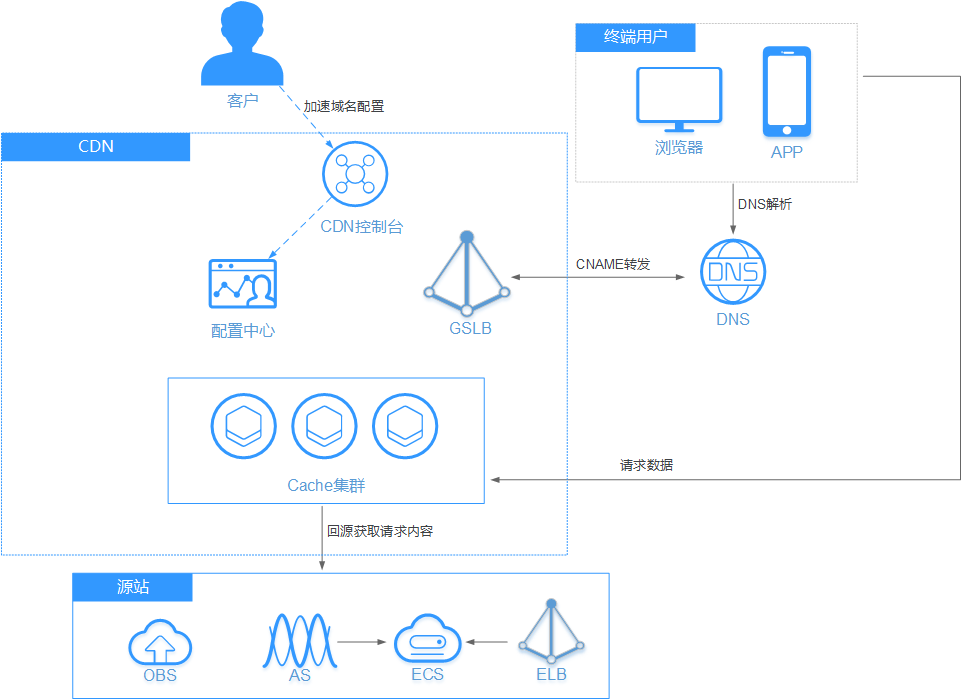 客户
加速域名配置
终端用户
浏览器
APP
CDN
CDN控制台
DNS解析
DNS
DNS
CNAME转发
GSLB
配置中心
Cache集群
请求数据
回源获取请求内容
源站
OBS
AS
ECS
ELB